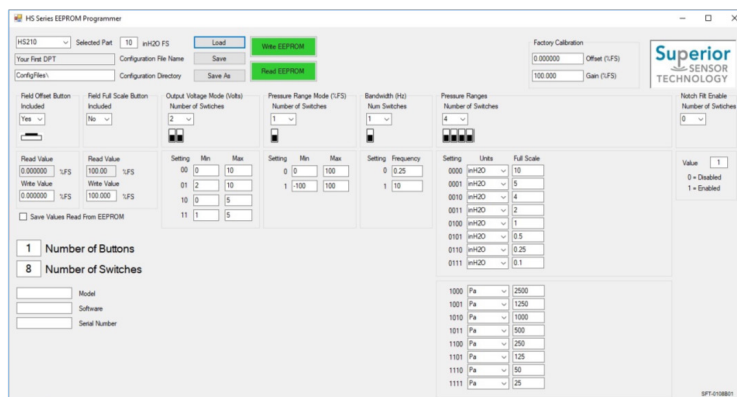 HS Series EEPROM Programmer
HS210 Selected Part 10 inH2O FS Load Write EEPROM
Your First DPT Configuration File Name Save
ConfigFiles\ Configuration Directory Save As Read EEPROM
Factory Calibration
0.000000 Offset (%FS)
100.000 Gain (%FS)
Superior
SENSOR
TECHNOLOGY
Field Offset Button Field Full Scale Button Output Voltage Mode (Volts) Pressure Range Mode (%FS) Bandwidth (Hz) Pressure Ranges Notch Filt Enable
Included Included Number of Switches Number of Switches Num Switches Number of Switches Number of Switches
Yes No 2 1 1 4 0
Read Value Read Value
0.000000 %FS 100.00 %FS
Write Value Write Value
0.000000 %FS 100.000 %FS
Save Values Read From EEPROM
Setting Min Max
00 0 10
01 2 10
10 0 5
11 1 5
Setting Min Max
0 0 100
1 -100 100
Setting Frequency
0 0.25
1 10
Setting Units Full Scale
0000 inH2O 10
0001 inH2O 5
0010 inH2O 4
0011 inH2O 2
0100 inH2O 1
0101 inH2O 0.5
0110 inH2O 0.25
0111 inH2O 0.1
1000 Pa 2500
1001 Pa 1250
1010 Pa 1000
1011 Pa 500
1100 Pa 250
1101 Pa 125
1110 Pa 50
1111 Pa 25
Value 1
0 = Disabled
1 = Enabled
1 Number of Buttons
8 Number of Switches
Model
Software
Serial Number
SFT-0108B01